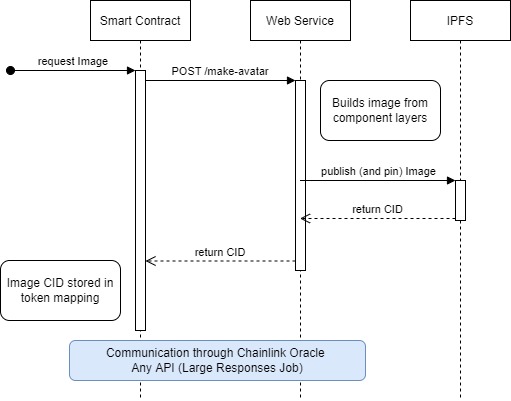 Smart Contract
Web Service
IPFS
request Image
POST /make-avatar
Builds image from
component layers
publish (and pin) Image
return CID
return CID
Image CID stored in
token mapping
Communication through Chainlink Oracle
Any API (Large Responses Job)